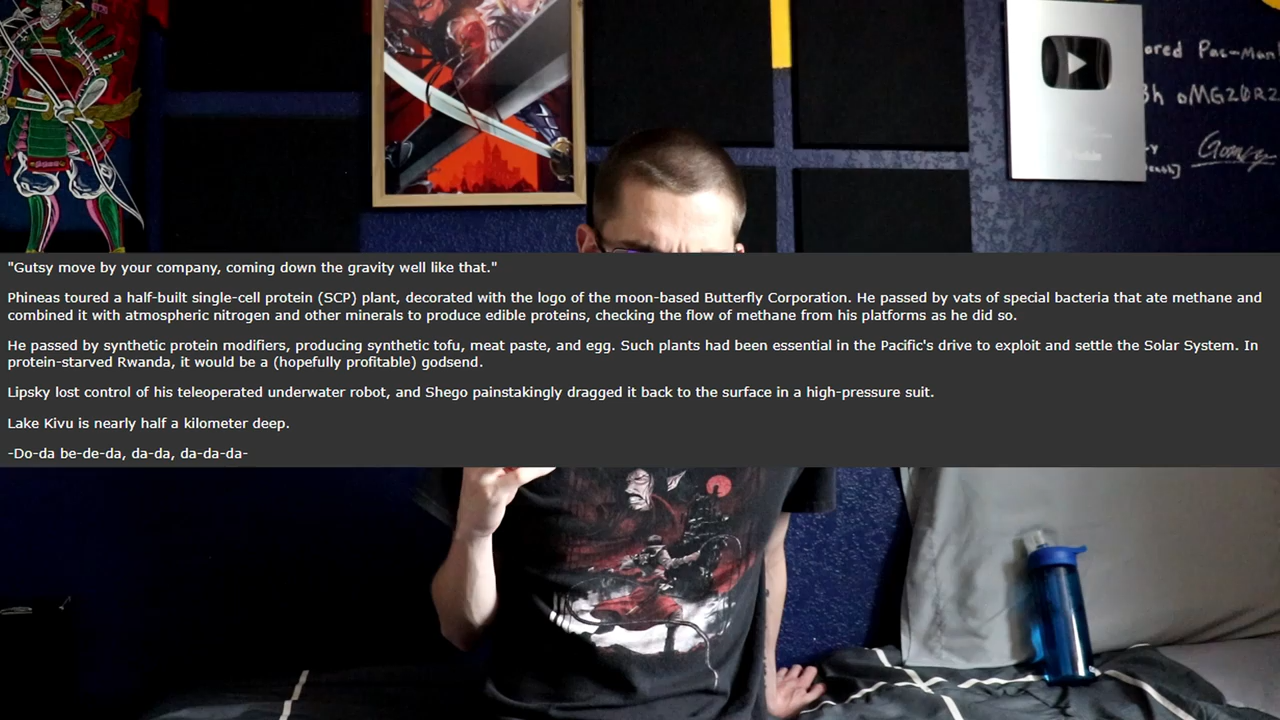 ored Pac-Man
3h oMG20R2
"Gutsy move by your company, coming down the gravity well like that."
Phineas toured a half-built single-cell protein (SCP) plant, decorated with the logo of the moon-based Butterfly Corporation. He passed by vats of special bacteria that ate methane and
combined it with atmospheric nitrogen and other minerals to produce edible proteins, checking the flow of methane from his platforms as he did so.
He passed by synthetic protein modifiers, producing synthetic tofu, meat paste, and egg. Such plants had been essential in the Pacific's drive to exploit and settle the Solar System. In
protein-starved Rwanda, it would be a (hopefully profitable) godsend.
Lipsky lost control of his teleoperated underwater robot, and Shego painstakingly dragged it back to the surface in a high-pressure suit.
Lake Kivu is nearly half a kilometer deep.
-Do-da be-de-da, da-da, da-da-da-